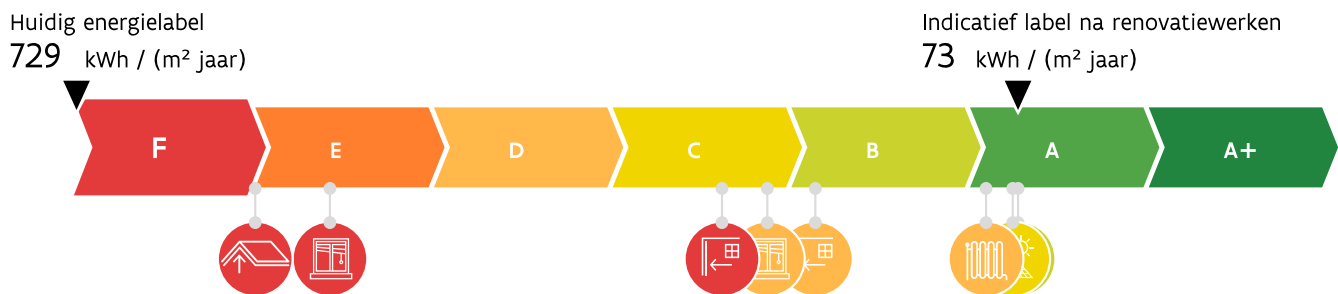 Huidig energielabel
729 kWh / (m² jaar)
Indicatief label na renovatiewerken
73 kWh / (m² jaar)
F E D C B A A+